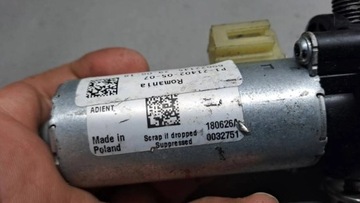 Romania
ADIENT
Made in
Poland
Scrap if dropped
Suppressed
180626A
0032751